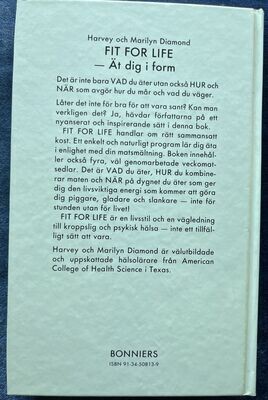 Harvey och Marilyn Diamond
FIT FOR LIFE
— Ät dig i form
Det är inte bara VAD du äter utan också HUR och
NÄR som avgör hur du mår och vad du väger.
Låter det inte för bra för att vara sant? Kan man
verkligen det? Ja, hävdar författarna på ett
nyanserat och inspirerande sätt i denna bok.
FIT FOR LIFE handlar om rätt sammansatt
kost. Ett enkelt och naturligt program lär dig äta
i enlighet med din matsmältning. Boken innehål-
ler också fyra, väl genomarbetade veckomat-
sedlar. Det är VAD du äter, HUR du kombine-
rar maten och NÄR på dygnet du äter som ger
dig den livsviktiga energi som kommer att göra
dig piggare, gladare och slankare — inte för
stunden utan för livet!
FIT FOR LIFE är en livsstil och en vägledning
till kroppslig och psykisk hälsa — inte ett tillfäl-
ligt sätt att vara.
Harvey och Marilyn Diamond är välutbildade
och uppskattade hälsolärare från American
College of Health Science i Texas.
BONNIERS
ISBN 91-34-50813-9